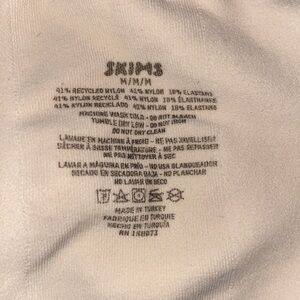 SKIMS
M/M/M
41% RECYCLED NYLON 41% NYLON 18% ELASTANE
41% NYLON RECYCLÉ 41% NYLON 18% ÉLASTHANNE
41% NYLON RECICLADO 41% NYLON 18% ELASTANO
MACHINE WASH COLD - DO NOT BLEACH
TUMBLE DRY LOW - DO NOT IRON
DO NOT DRY CLEAN
LAVAGE EN MACHINE À FROID - NE PAS JAVELLISER
SÉCHER À BASSE TEMPÉRATURE - NE PAS REPASSER
NE PAS NETTOYER À SEC
LAVAR A MÁQUINA EN FRÍO - NO USA BLANQUEADOR
SECADO EN SECADORA BAJA - NO PLANCHAR
NO LAVAR EN SECO
MADE IN TURKEY
FABRIQUÉ EN TURQUIE
HECHO EN TURQUÍA
RN